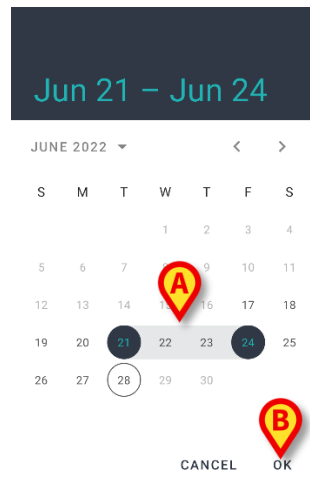 Jun 21 – Jun 24
JUNE 2022
S M T W T F S
1 2 3 4
5 6 7 8 9 10 11
12 13 14 15 16 17 18
19 20 21 22 23 24 25
26 27 28 29 30
A
B
CANCEL OK